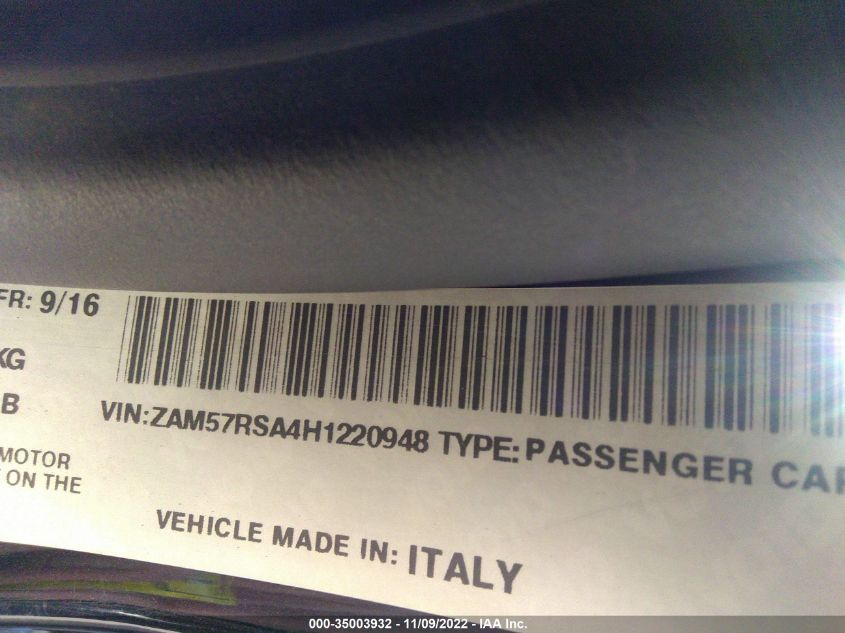 FR: 9/16
KG
B
VIN:ZAM57RSA4H1220948 TYPE:PASSENGER CAR
MOTOR
ON THE
VEHICLE MADE IN: ITALY
000-35003932 - 11/09/2022 - IAA Inc.